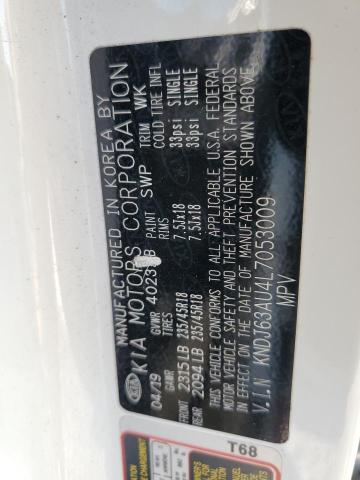 MANUFACTURED IN KOREA BY
KIA MOTORS CORPORATION
04/19 GVWR PAINT SWP TRIM WK
GAWR TIRES RIMS COLD TIRE INFL
FRONT 2315 LB 235/45R18 7.5Jx18 33psi SINGLE
REAR 2094 LB 235/45R18 7.5Jx18 33psi SINGLE
THIS VEHICLE CONFORMS TO ALL APPLICABLE U.S.A. FEDERAL
MOTOR VEHICLE SAFETY AND THEFT PREVENTION STANDARDS
IN EFFECT ON THE DATE OF MANUFACTURE SHOWN ABOVE
V.I.N KNDJ63AU4L7053009
MPV
T68